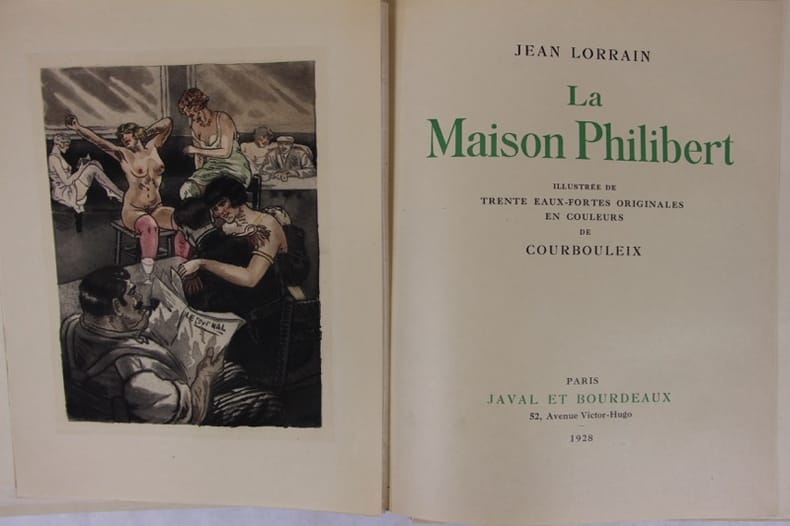 LE JOURNAL
JEAN LORRAIN
La
Maison Philibert
ILLUSTRÉE DE
TRENTE EAUX-FORTES ORIGINALES
EN COULEURS
DE
COURBOULEIX
PARIS
JAVAL ET BOURDEAUX
52, Avenue Victor-Hugo
1928